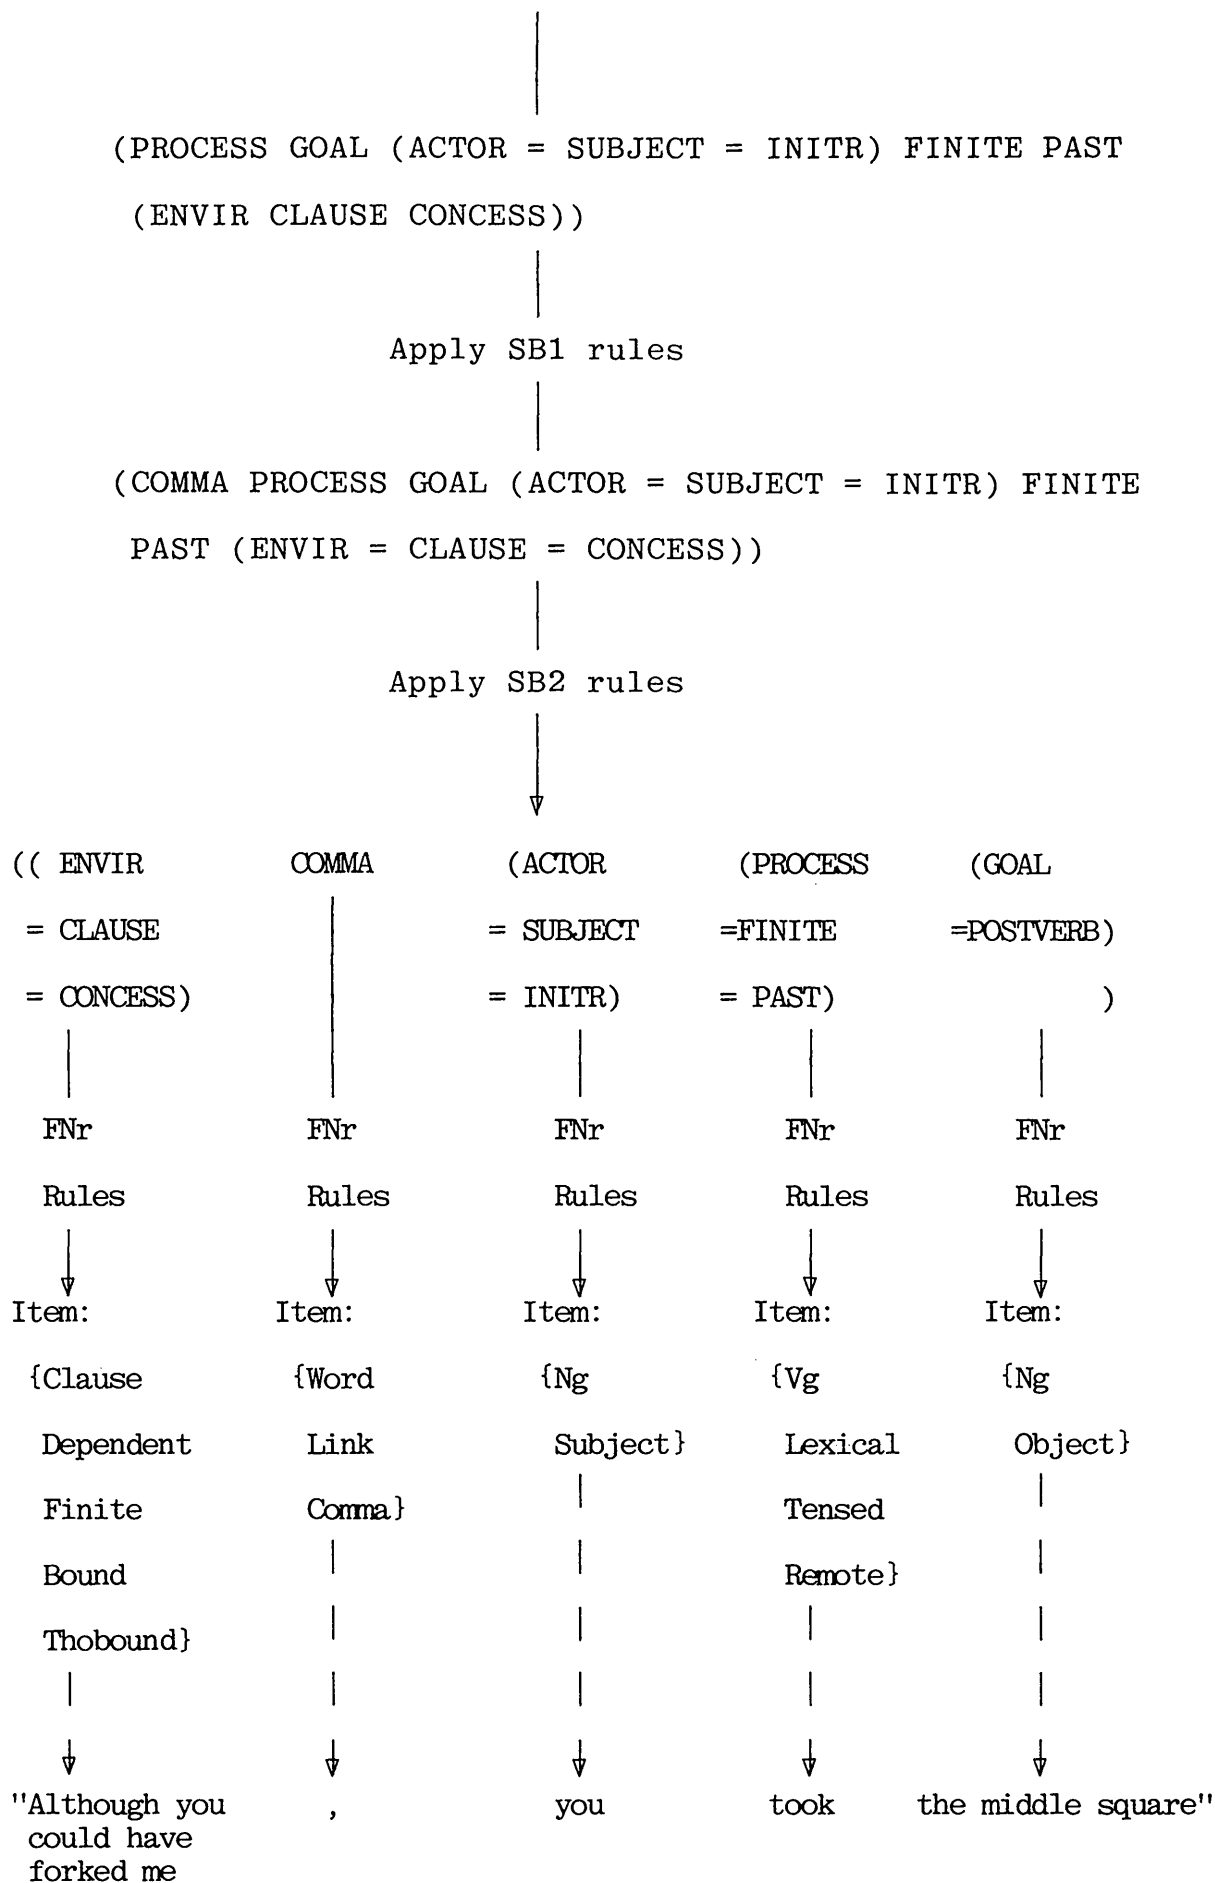 (PROCESS GOAL (ACTOR = SUBJECT = INITR) FINITE PAST
(ENVIR CLAUSE CONCESS))
Apply SB1 rules
(COMMA PROCESS GOAL (ACTOR = SUBJECT = INITR) FINITE
PAST (ENVIR = CLAUSE = CONCESS))
Apply SB2 rules
(( ENVIR COMMA (ACTOR (PROCESS (GOAL
= CLAUSE = SUBJECT =FINITE =POSTVERB)
= CONCESS) = INITR) = PAST) )
FNr FNr FNr FNr FNr
Rules Rules Rules Rules Rules
Item: Item: Item: Item: Item:
{Clause {Word {Ng {Vg {Ng
Dependent Link Subject} Lexical Object}
Finite Comma} Tensed
Bound Remote}
Thobound}
"Although you , you took the middle square"
could have
forked me